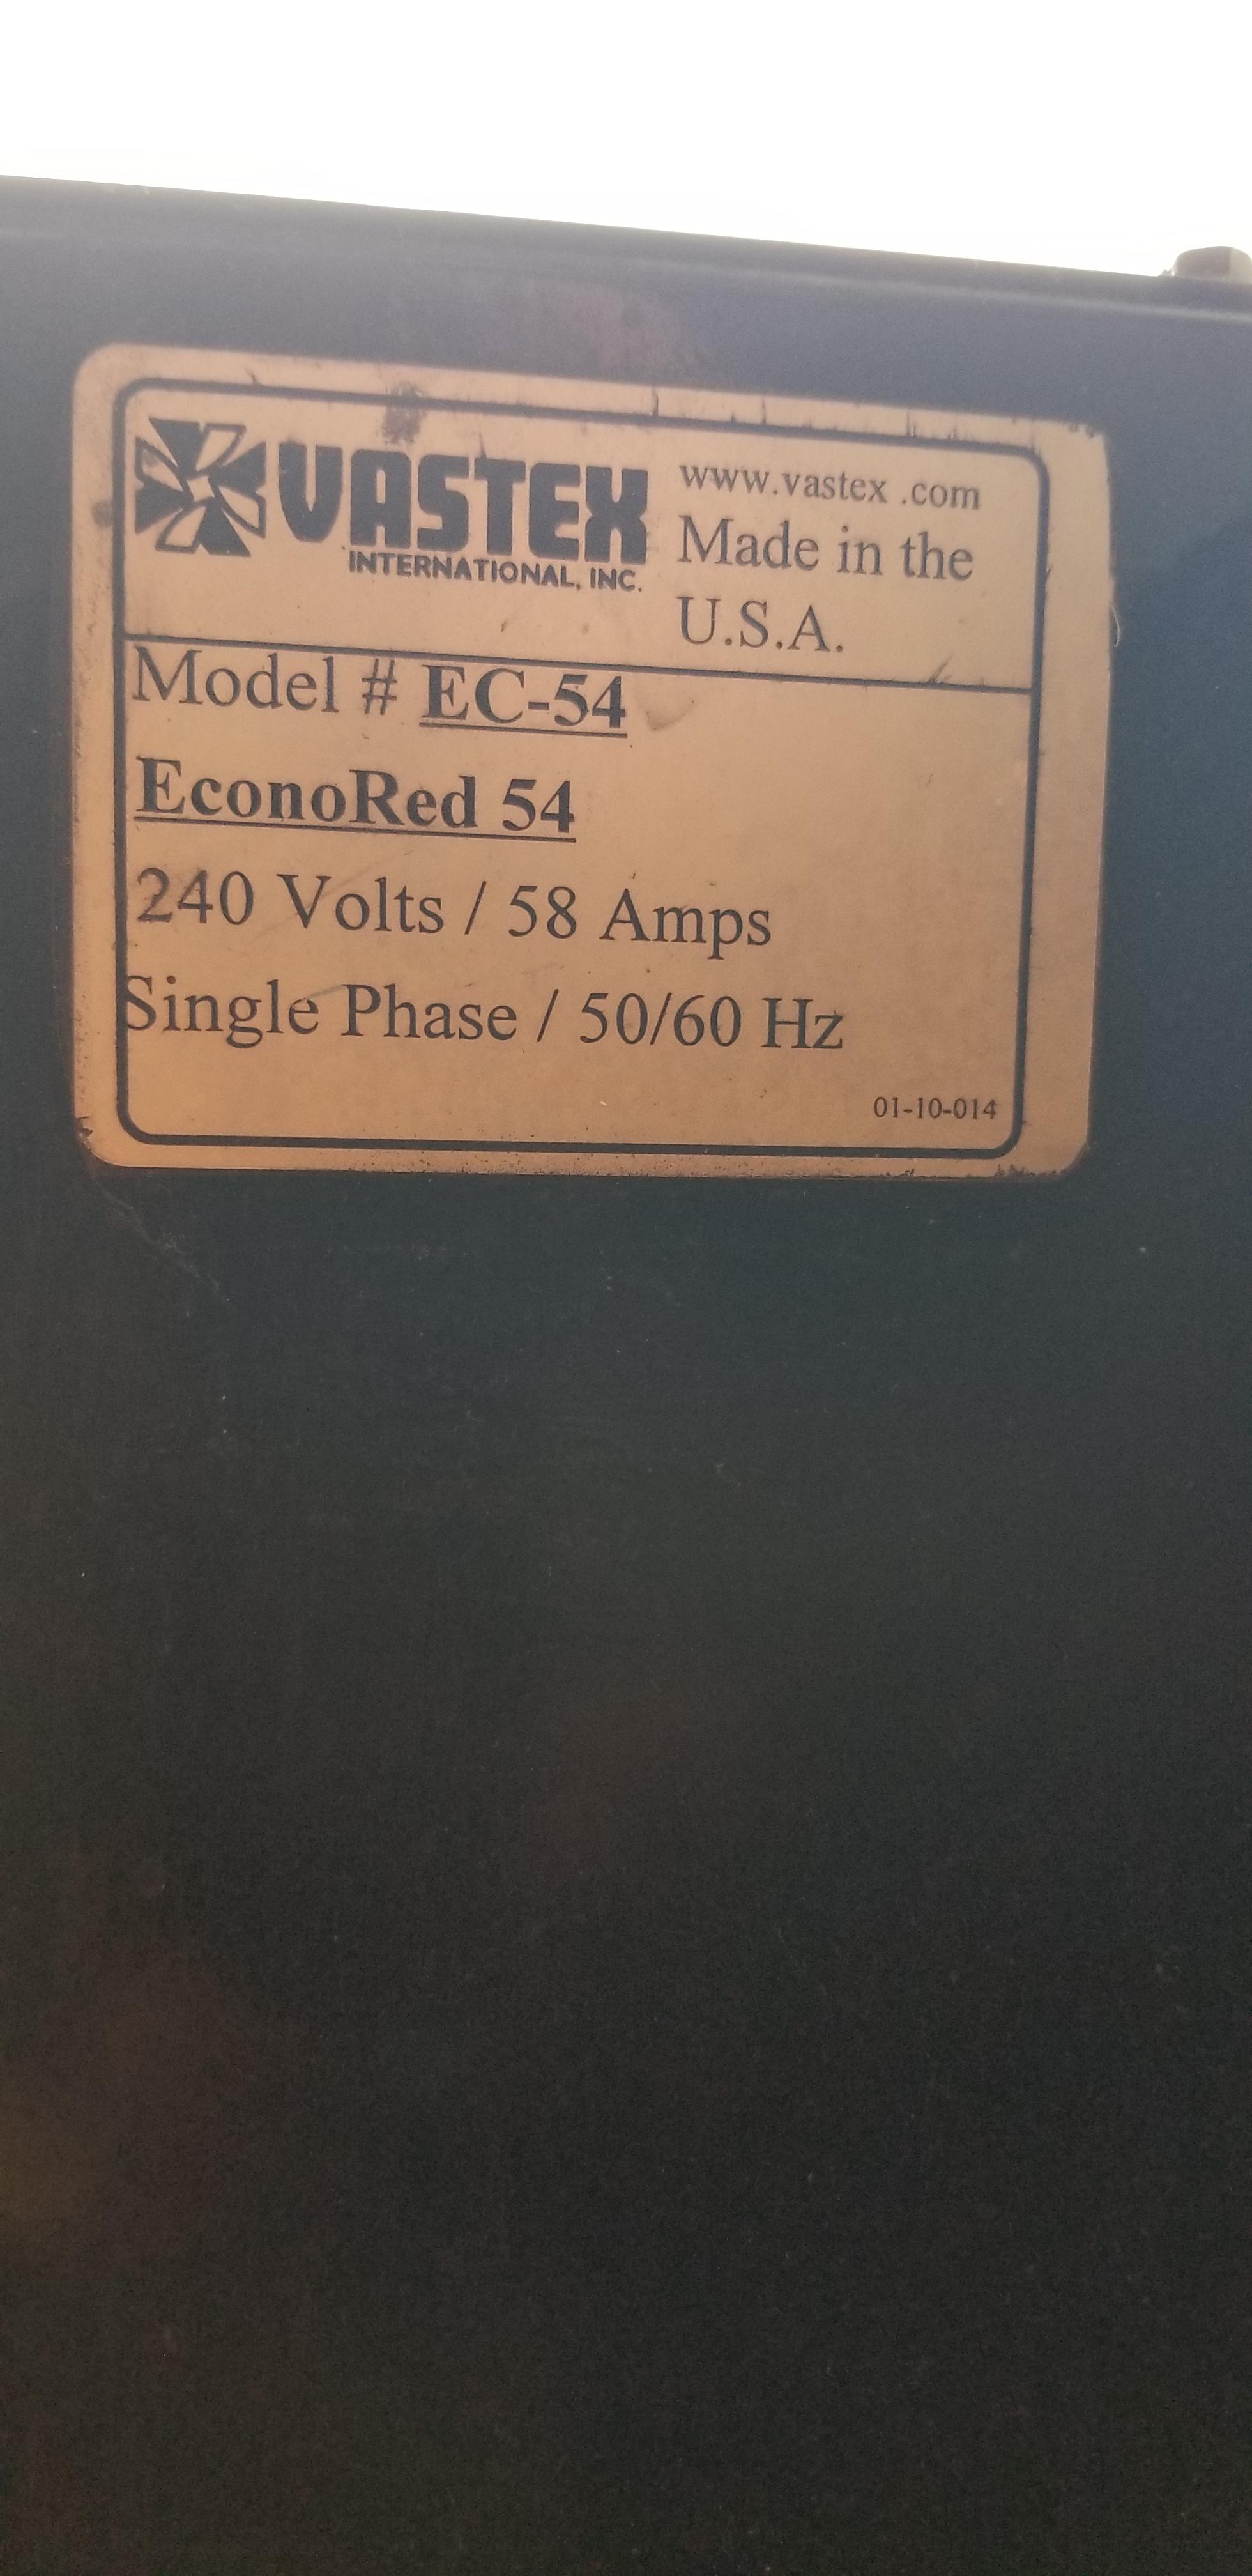 VASTEX
INTERNATIONAL, INC.
www.vastex .com
Made in the
U.S.A.
Model # EC-54
EconoRed 54
240 Volts / 58 Amps
Single Phase / 50/60 Hz
01-10-014